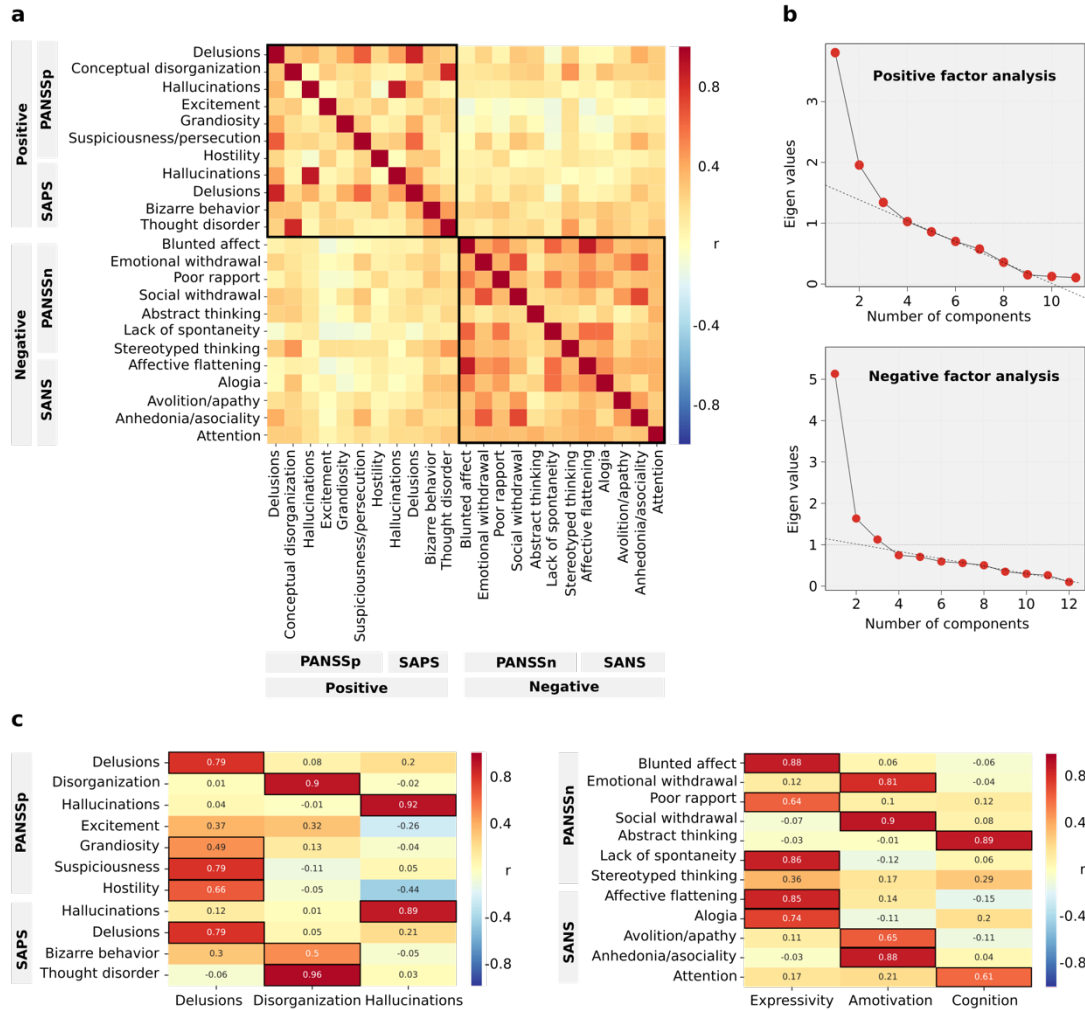 a
Positive
PANSSp
SAPS
Negative
PANSSn
SANS
Delusions
Conceptual disorganization
Hallucinations
Excitement
Grandiosity
Suspiciousness/persecution
Hostility
Hallucinations
Delusions
Bizarre behavior
Thought disorder
Blunted affect
Emotional withdrawal
Poor rapport
Social withdrawal
Abstract thinking
Lack of spontaneity
Stereotyped thinking
Affective flattening
Alogia
Avolition/apathy
Anhedonia/asociality
Attention
Delusions
Conceptual disorganization
Hallucinations
Excitement
Grandiosity
Suspiciousness/persecution
Hostility
Hallucinations
Delusions
Bizarre behavior
Thought disorder
Blunted affect
Emotional withdrawal
Poor rapport
Social withdrawal
Abstract thinking
Lack of spontaneity
Stereotyped thinking
Affective flattening
Alogia
Avolition/apathy
Anhedonia/asociality
Attention
PANSSp SAPS PANSSn SANS
Positive Negative
0.8
0.4
r
-0.4
-0.8
b
Positive factor analysis
Eigen values
3
2
1
0
2 4 6 8 10
Number of components
Negative factor analysis
Eigen values
5
4
3
2
1
0
2 4 6 8 10 12
Number of components
c
PANSSp
SAPS
Delusions 0.79 0.08 0.2
Disorganization 0.01 0.9 -0.02
Hallucinations 0.04 -0.01 0.92
Excitement 0.37 0.32 -0.26
Grandiosity 0.49 0.13 -0.04
Suspiciousness 0.79 -0.11 0.05
Hostility 0.66 -0.05 -0.44
Hallucinations 0.12 0.01 0.89
Delusions 0.79 0.05 0.21
Bizarre behavior 0.3 0.5 -0.05
Thought disorder -0.06 0.96 0.03
Delusions Disorganization Hallucinations
0.8
0.4
r
-0.4
-0.8
PANSSn
SANS
Blunted affect 0.88 0.06 -0.06
Emotional withdrawal 0.12 0.81 -0.04
Poor rapport 0.64 0.1 0.12
Social withdrawal -0.07 0.9 0.08
Abstract thinking -0.03 -0.01 0.89
Lack of spontaneity 0.86 -0.12 0.06
Stereotyped thinking 0.36 0.17 0.29
Affective flattening 0.85 0.14 -0.15
Alogia 0.74 -0.11 0.2
Avolition/apathy 0.11 0.65 -0.11
Anhedonia/asociality -0.03 0.88 0.04
Attention 0.17 0.21 0.61
Expressivity Amotivation Cognition
0.8
0.4
r
-0.4
-0.8